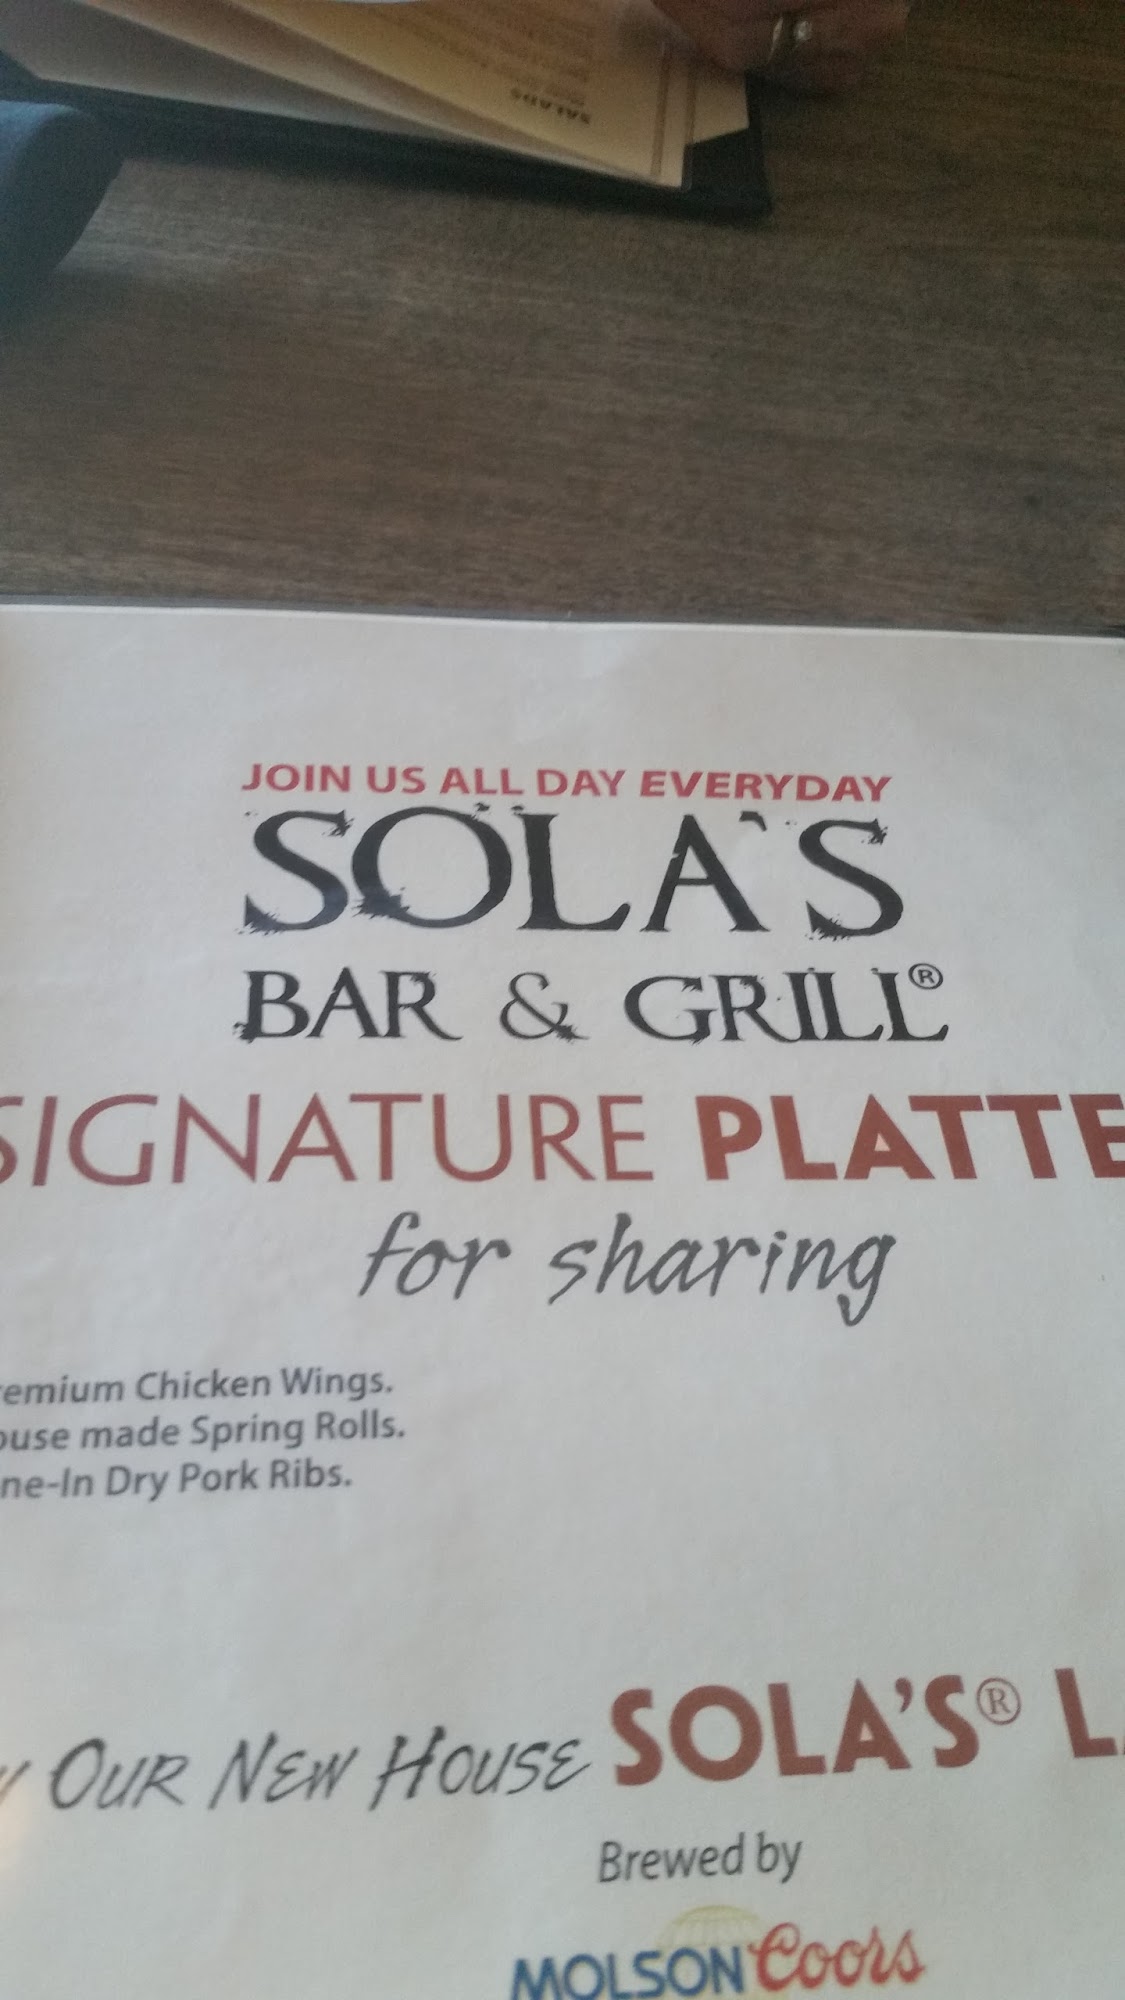 SALADS
JOIN US ALL DAY EVERYDAY
SOLA'S
BAR & GRILL®
SIGNATURE PLATTE
for sharing
remium Chicken Wings.
ouse made Spring Rolls.
ne-In Dry Pork Ribs.
y OUR NEW HOUSE SOLA'S® L
Brewed by
MOLSON Coors